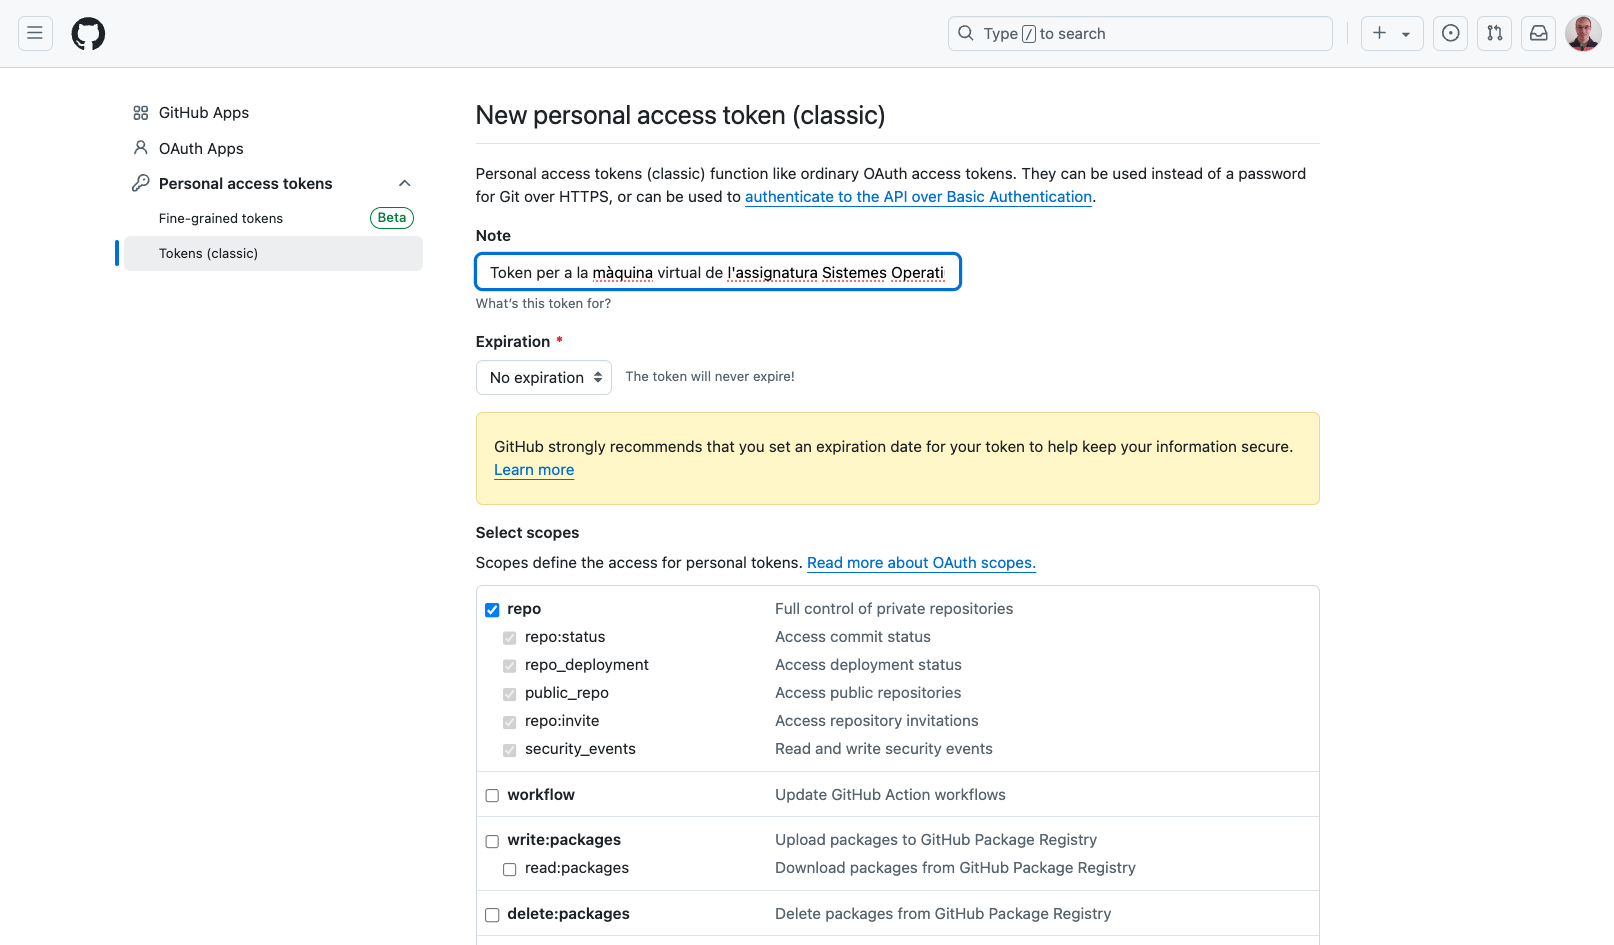 Type / to search
GitHub Apps
OAuth Apps
Personal access tokens
Fine-grained tokens
Beta
Tokens (classic)
New personal access token (classic)
Personal access tokens (classic) function like ordinary OAuth access tokens. They can be used instead of a password
for Git over HTTPS, or can be used to authenticate to the API over Basic Authentication.
Note
Token per a la màquina virtual de l'assignatura Sistemes Operati
What's this token for?
Expiration *
No expiration
The token will never expire!
GitHub strongly recommends that you set an expiration date for your token to help keep your information secure.
Learn more
Select scopes
Scopes define the access for personal tokens. Read more about OAuth scopes.
repo Full control of private repositories
repo:status Access commit status
repo_deployment Access deployment status
public_repo Access public repositories
repo:invite Access repository invitations
security_events Read and write security events
workflow Update GitHub Action workflows
write:packages Upload packages to GitHub Package Registry
read:packages Download packages from GitHub Package Registry
delete:packages Delete packages from GitHub Package Registry